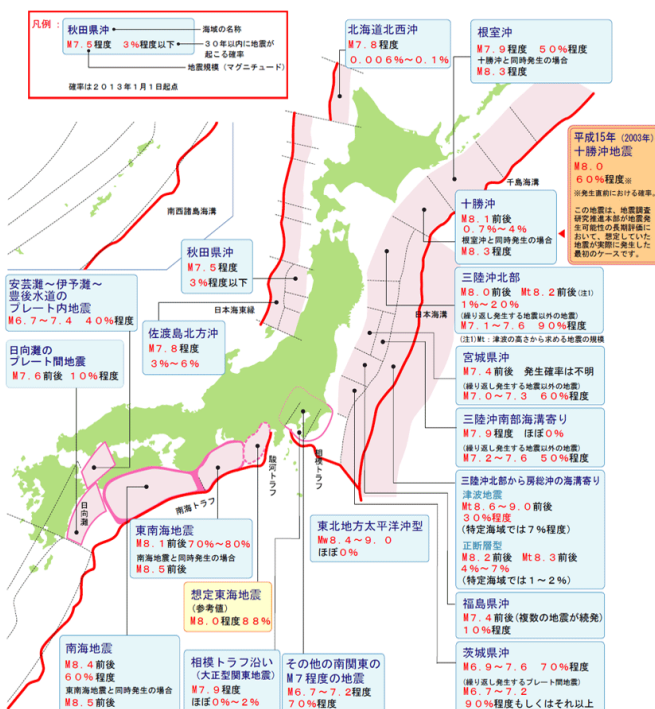 凡例：
秋田県沖
M7.5程度 3%程度以下
海域の名称
30年以内に地震が
起こる確率
地震規模（マグニチュード）
確率は2013年1月1日起点
北海道北西沖
M7.8程度
0.006%～0.1%
根室沖
M7.9程度 50%程度
十勝沖と同時発生の場合
M8.3程度
平成15年（2003年）
十勝沖地震
M8.0
60%程度※
※発生直前における確率。
この地震は、地震調査
研究推進本部が地震発
生可能性の長期評価に
おいて、想定していた
地震が実際に発生した
最初のケースです。
千島海溝
南西諸島海溝
十勝沖
M8.1前後
0.7%～4%
根室沖と同時発生の場合
M8.3程度
秋田県沖
M7.5程度
3%程度以下
日本海東縁
日本海溝
三陸沖北部
M8.0前後 Mt8.2前後(注1)
1%～20%
(繰り返し発生する地震以外の地震)
M7.1～7.6 90%程度
(注1)Mt：津波の高さから求める地震の規模
安芸灘～伊予灘～
豊後水道の
プレート内地震
M6.7～7.4 40%程度
佐渡島北方沖
M7.8程度
3%～6%
日向灘の
プレート間地震
M7.6前後 10%程度
宮城県沖
M7.4前後 発生確率は不明
(繰り返し発生する地震以外の地震)
M7.0～7.3 60%程度
三陸沖南部海溝寄り
M7.9程度 ほぼ0%
(繰り返し発生する地震以外の地震)
M7.2～7.6 50%程度
駿河トラフ
相模トラフ
南海トラフ
日向灘
三陸沖北部から房総沖の海溝寄り
津波地震
Mt8.6～9.0前後
30%程度
(特定海域では7%程度)
正断層型
M8.2前後 Mt8.3前後
4%～7%
(特定海域では1～2%)
東南海地震
M8.1前後70%～80%
南海地震と同時発生の場合
M8.5前後
東北地方太平洋沖型
Mw8.4～9.0
ほぼ0%
想定東海地震
(参考値)
M8.0程度88%
福島県沖
M7.4前後(複数の地震が続発)
10%程度
南海地震
M8.4前後
60%程度
東南海地震と同時発生の場合
M8.5前後
相模トラフ沿い
(大正型関東地震)
M7.9程度
ほぼ0%～2%
その他の南関東の
M7程度の地震
M6.7～7.2程度
70%程度
茨城県沖
M6.9～7.6 70%程度
(繰り返し発生するプレート間地震)
M6.7～7.2
90%程度もしくはそれ以上